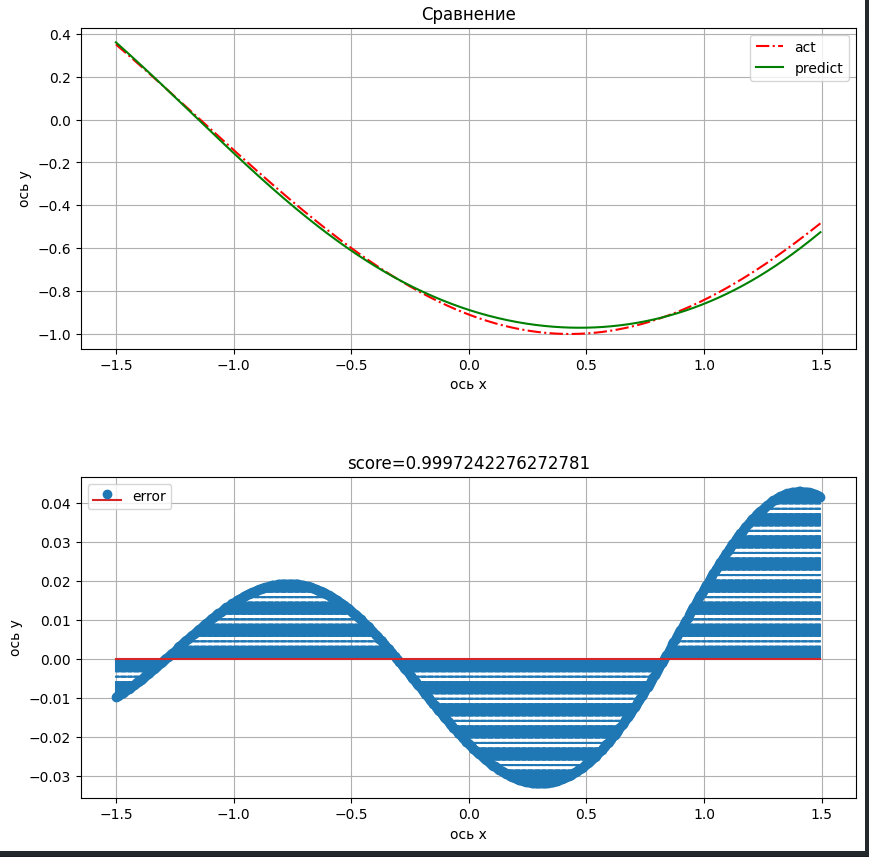 Сравнение
act
predict
0.4
0.2
0.0
−0.2
−0.4
−0.6
−0.8
−1.0
ось y
−1.5 −1.0 −0.5 0.0 0.5 1.0 1.5
ось x
score=0.9997242276272781
error
0.04
0.03
0.02
0.01
0.00
−0.01
−0.02
−0.03
ось y
−1.5 −1.0 −0.5 0.0 0.5 1.0 1.5
ось x